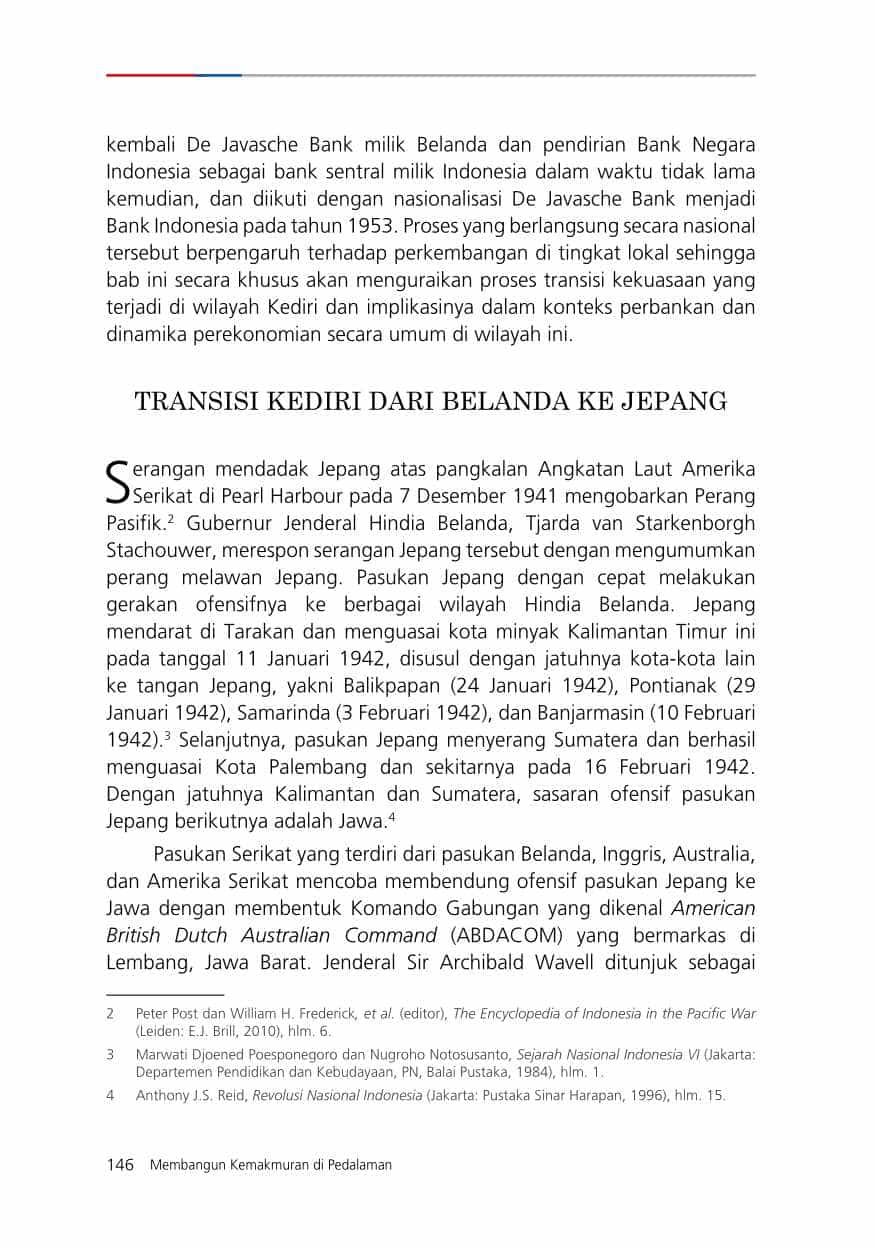 kembali De Javasche Bank milik Belanda dan pendirian Bank Negara
Indonesia sebagai bank sentral milik Indonesia dalam waktu tidak lama
kemudian, dan diikuti dengan nasionalisasi De Javasche Bank menjadi
Bank Indonesia pada tahun 1953. Proses yang berlangsung secara nasional
tersebut berpengaruh terhadap perkembangan di tingkat lokal sehingga
bab ini secara khusus akan menguraikan proses transisi kekuasaan yang
terjadi di wilayah Kediri dan implikasinya dalam konteks perbankan dan
dinamika perekonomian secara umum di wilayah ini.
TRANSISI KEDIRI DARI BELANDA KE JEPANG
Serangan mendadak Jepang atas pangkalan Angkatan Laut Amerika
Serikat di Pearl Harbour pada 7 Desember 1941 mengobarkan Perang
Pasifik.² Gubernur Jenderal Hindia Belanda, Tjarda van Starkenborgh
Stachouwer, merespon serangan Jepang tersebut dengan mengumumkan
perang melawan Jepang. Pasukan Jepang dengan cepat melakukan
gerakan ofensifnya ke berbagai wilayah Hindia Belanda. Jepang
mendarat di Tarakan dan menguasai kota minyak Kalimantan Timur ini
pada tanggal 11 Januari 1942, disusul dengan jatuhnya kota-kota lain
ke tangan Jepang, yakni Balikpapan (24 Januari 1942), Pontianak (29
Januari 1942), Samarinda (3 Februari 1942), dan Banjarmasin (10 Februari
1942).³ Selanjutnya, pasukan Jepang menyerang Sumatera dan berhasil
menguasai Kota Palembang dan sekitarnya pada 16 Februari 1942.
Dengan jatuhnya Kalimantan dan Sumatera, sasaran ofensif pasukan
Jepang berikutnya adalah Jawa.⁴
Pasukan Serikat yang terdiri dari pasukan Belanda, Inggris, Australia,
dan Amerika Serikat mencoba membendung ofensif pasukan Jepang ke
Jawa dengan membentuk Komando Gabungan yang dikenal American
British Dutch Australian Command (ABDACOM) yang bermarkas di
Lembang, Jawa Barat. Jenderal Sir Archibald Wavell ditunjuk sebagai
2 Peter Post dan William H. Frederick, et al. (editor), The Encyclopedia of Indonesia in the Pacific War
(Leiden: E.J. Brill, 2010), hlm. 6.
3 Marwati Djoened Poesponegoro dan Nugroho Notosusanto, Sejarah Nasional Indonesia VI (Jakarta:
Departemen Pendidikan dan Kebudayaan, PN, Balai Pustaka, 1984), hlm. 1.
4 Anthony J.S. Reid, Revolusi Nasional Indonesia (Jakarta: Pustaka Sinar Harapan, 1996), hlm. 15.
146 Membangun Kemakmuran di Pedalaman